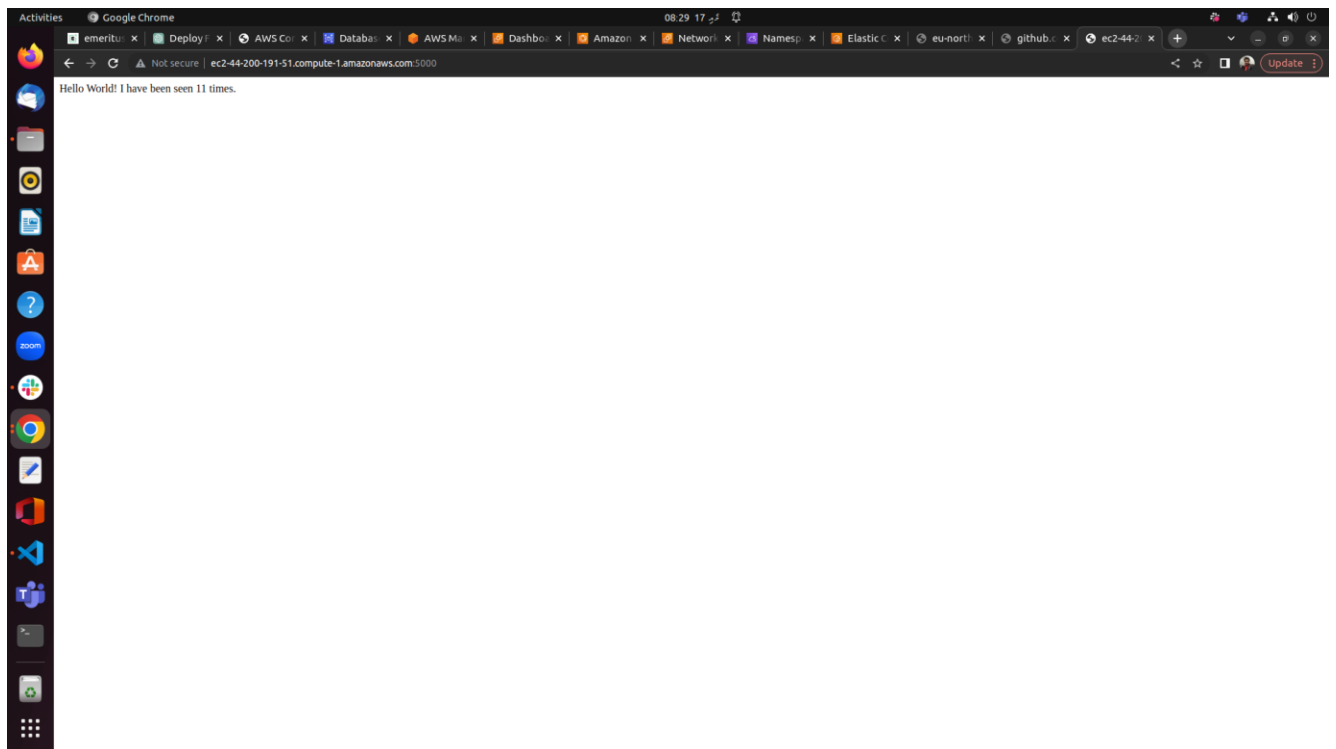 Activities Google Chrome 08:29 17
emeritu Deploy F AWS Co Databas AWS Ma Dashboa Amazon Network Namesp Elastic C eu-north github.c ec2-44-2
Not secure ec2-44-200-191-51.compute-1.amazonaws.com:5000 Update
Hello World! I have been seen 11 times.
zoom